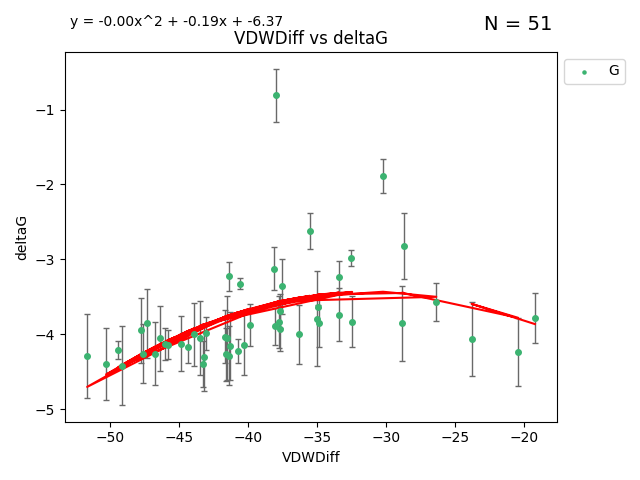 y = -0.00x^2 + -0.19x + -6.37
N = 51
VDWDiff vs deltaG
G
deltaG
−1
−2
−3
−4
−5
−50
−45
−40
−35
−30
−25
−20
VDWDiff